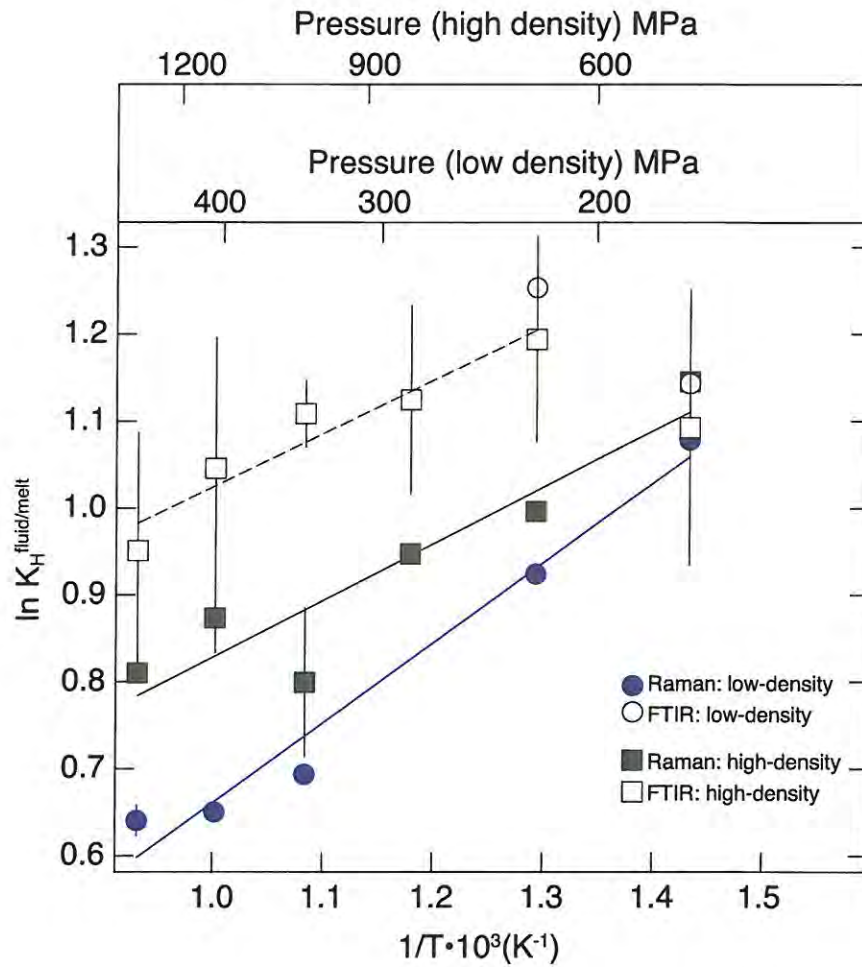 Pressure (high density) MPa
1200 900 600
Pressure (low density) MPa
400 300 200
1.3
1.2
1.1
1.0
0.9
0.8
0.7
0.6
ln K_H^fluid/melt
Raman: low-density
FTIR: low-density
Raman: high-density
FTIR: high-density
1.0 1.1 1.2 1.3 1.4 1.5
1/T•10³(K⁻¹)